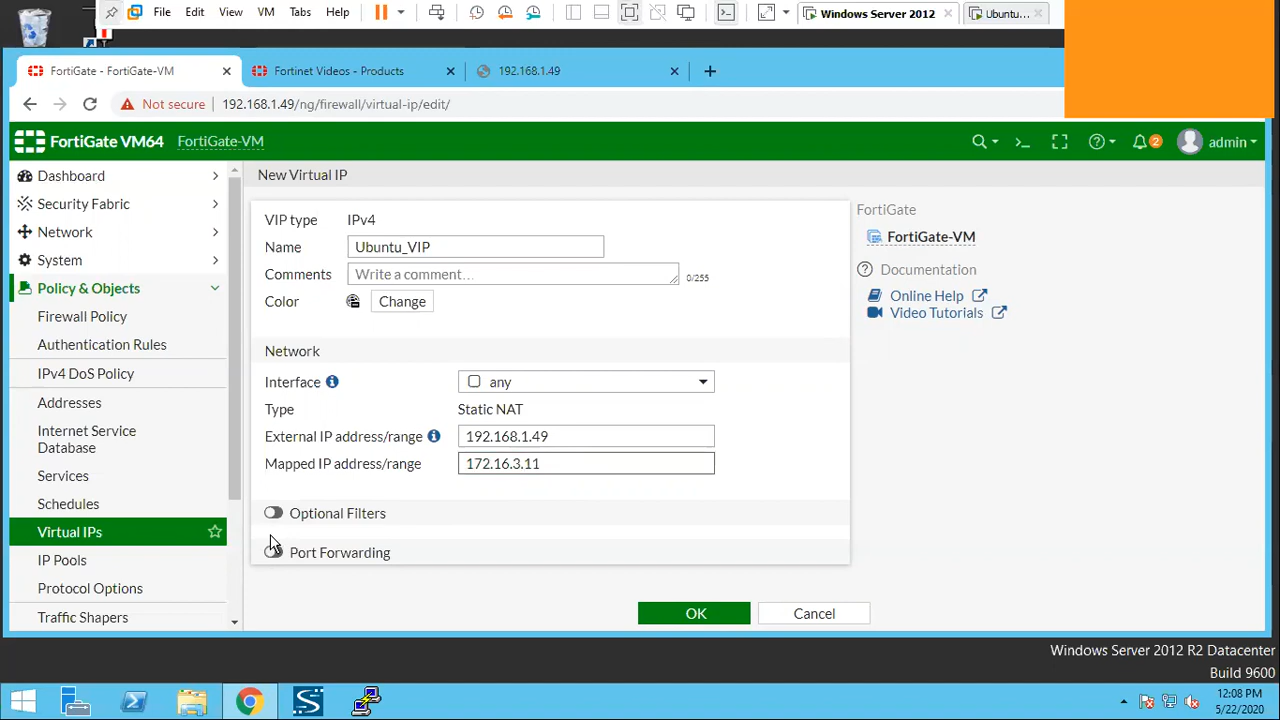 File Edit View VM Tabs Help Windows Server 2012 Ubuntu...
FortiGate - FortiGate-VM Fortinet Videos - Products 192.168.1.49
Not secure 192.168.1.49/ng/firewall/virtual-ip/edit/
FortiGate VM64 FortiGate-VM 2 admin
Dashboard
Security Fabric
Network
System
Policy & Objects
Firewall Policy
Authentication Rules
IPv4 DoS Policy
Addresses
Internet Service
Database
Services
Schedules
Virtual IPs
IP Pools
Protocol Options
Traffic Shapers
New Virtual IP
VIP type IPv4
Name Ubuntu_VIP
Comments Write a comment... 0/255
Color Change
Network
Interface any
Type Static NAT
External IP address/range 192.168.1.49
Mapped IP address/range 172.16.3.11
Optional Filters
Port Forwarding
OK Cancel
FortiGate
FortiGate-VM
Documentation
Online Help
Video Tutorials
Windows Server 2012 R2 Datacenter
Build 9600
12:08 PM
5/22/2020